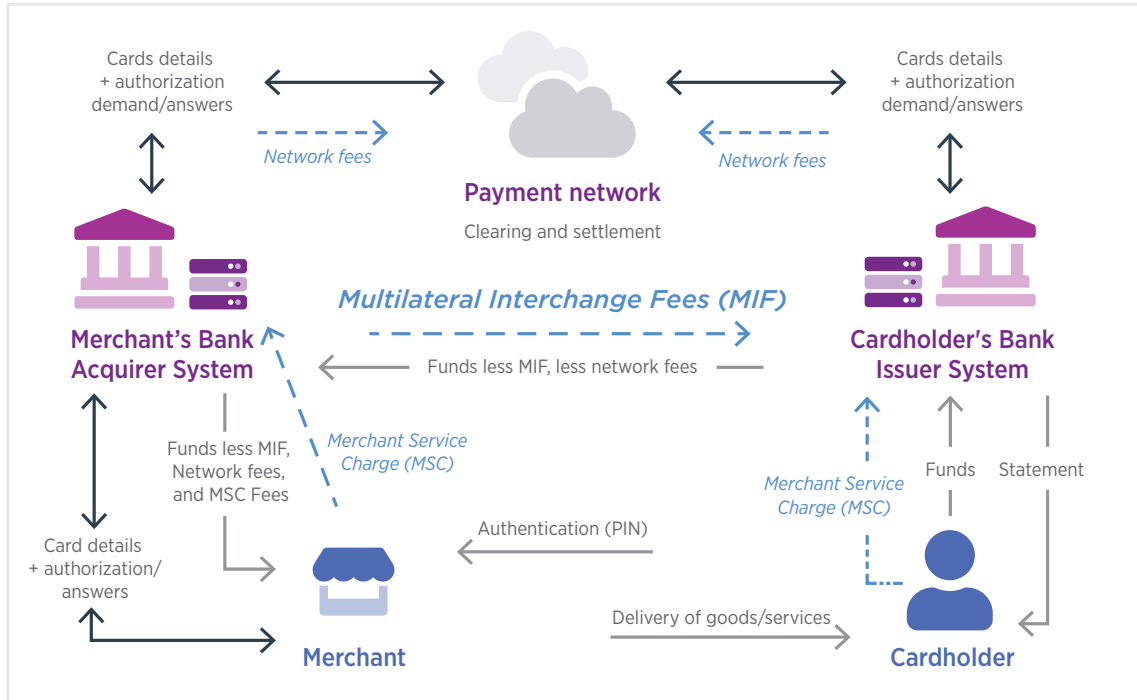 Cards details
+ authorization
demand/answers
Cards details
+ authorization
demand/answers
Network fees
Network fees
Payment network
Clearing and settlement
Multilateral Interchange Fees (MIF)
Merchant's Bank
Acquirer System
Cardholder's Bank
Issuer System
Funds less MIF, less network fees
Merchant Service
Charge (MSC)
Funds less MIF,
Network fees,
and MSC Fees
Merchant Service
Charge (MSC)
Funds
Statement
Authentication (PIN)
Card details
+ authorization/
answers
Delivery of goods/services
Merchant
Cardholder